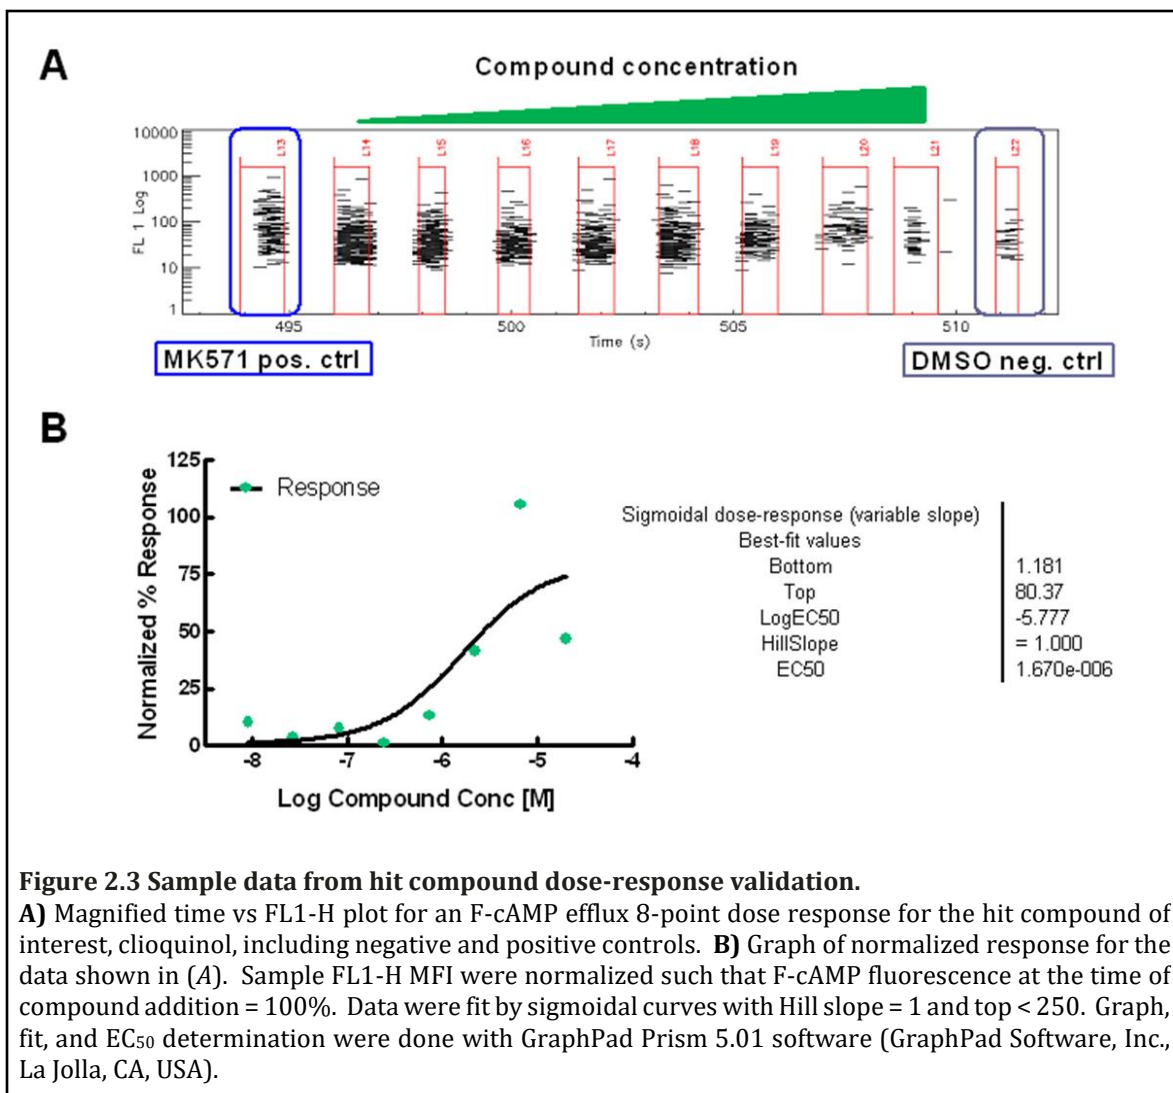 A
Compound concentration
10000
1000
100
10
1
FL 1 Log
L13
L14
L15
L16
L17
L18
L19
L20
L21
L22
495
500
505
510
Time (s)
MK571 pos. ctrl
DMSO neg. ctrl
B
125
100
75
50
25
0
Normalized % Response
Response
-8
-7
-6
-5
-4
Log Compound Conc [M]
Sigmoidal dose-response (variable slope)
Best-fit values
Bottom 1.181
Top 80.37
LogEC50 -5.777
HillSlope = 1.000
EC50 1.670e-006
Figure 2.3 Sample data from hit compound dose-response validation.
A) Magnified time vs FL1-H plot for an F-cAMP efflux 8-point dose response for the hit compound of
interest, clioquinol, including negative and positive controls. B) Graph of normalized response for the
data shown in (A). Sample FL1-H MFI were normalized such that F-cAMP fluorescence at the time of
compound addition = 100%. Data were fit by sigmoidal curves with Hill slope = 1 and top < 250. Graph,
fit, and EC50 determination were done with GraphPad Prism 5.01 software (GraphPad Software, Inc.,
La Jolla, CA, USA).